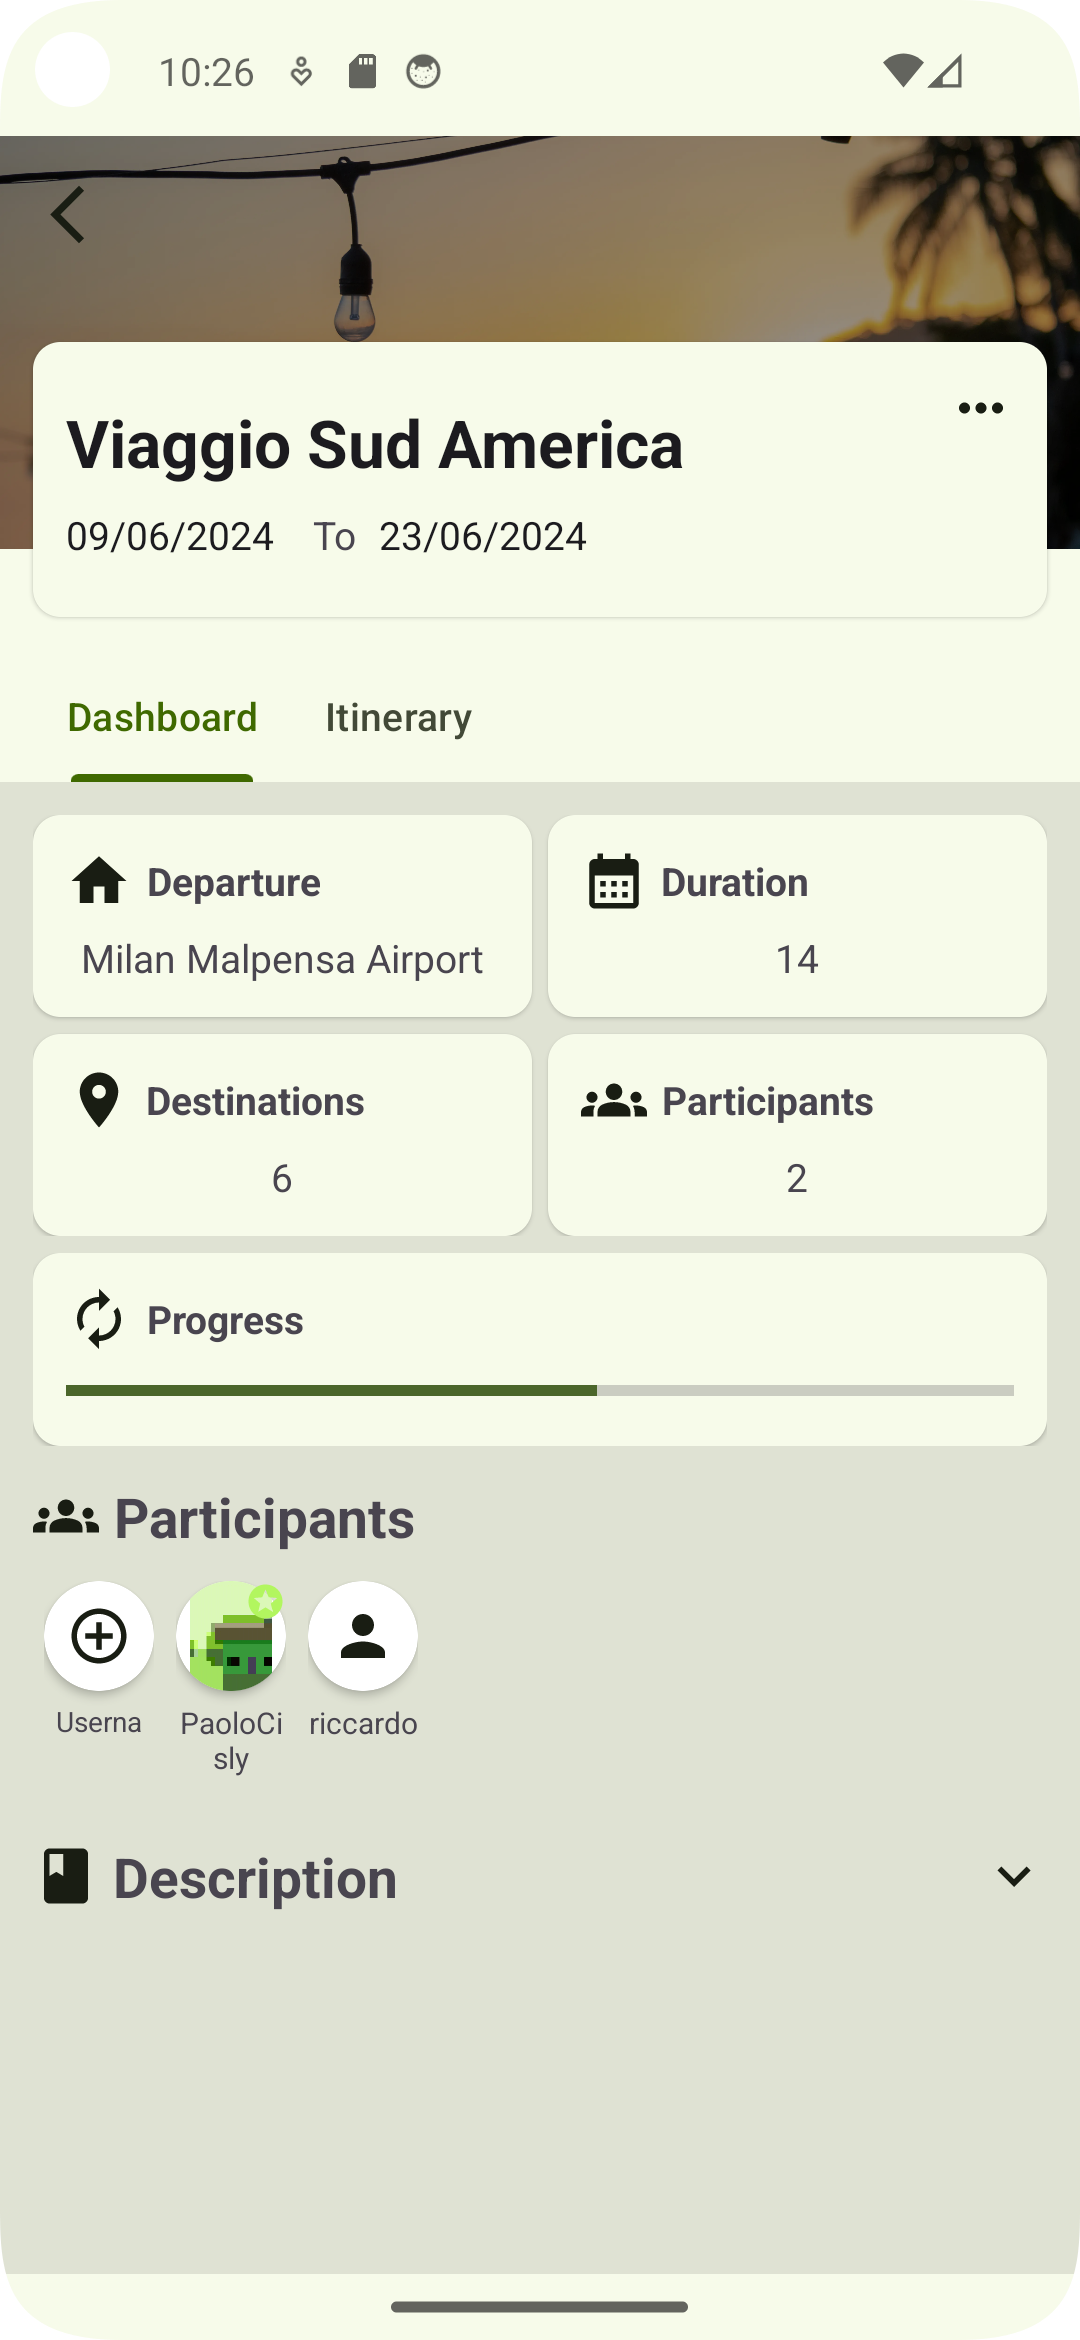 10:26
Viaggio Sud America
09/06/2024 To 23/06/2024
Dashboard Itinerary
Departure
Milan Malpensa Airport
Duration
14
Destinations
6
Participants
2
Progress
Participants
Userna
PaoloCi
sly
riccardo
Description